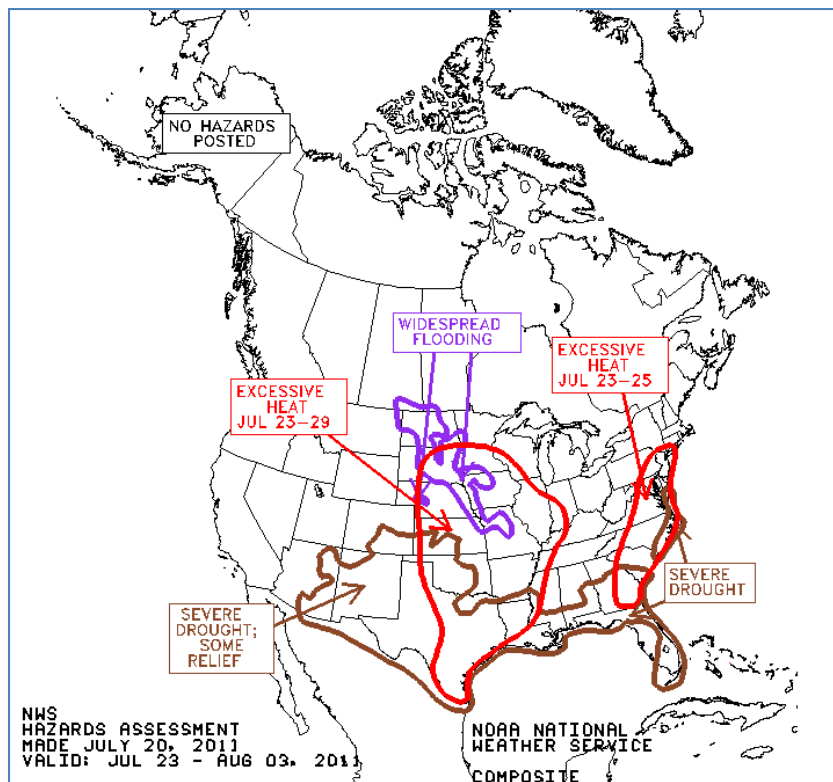 NO HAZARDS
POSTED
WIDESPREAD
FLOODING
EXCESSIVE
HEAT
JUL 23-25
EXCESSIVE
HEAT
JUL 23-29
SEVERE
DROUGHT
SEVERE
DROUGHT;
SOME
RELIEF
NWS
HAZARDS ASSESSMENT
MADE JULY 20, 2011
VALID: JUL 23 - AUG 03, 2011
NOAA NATIONAL
WEATHER SERVICE
COMPOSITE